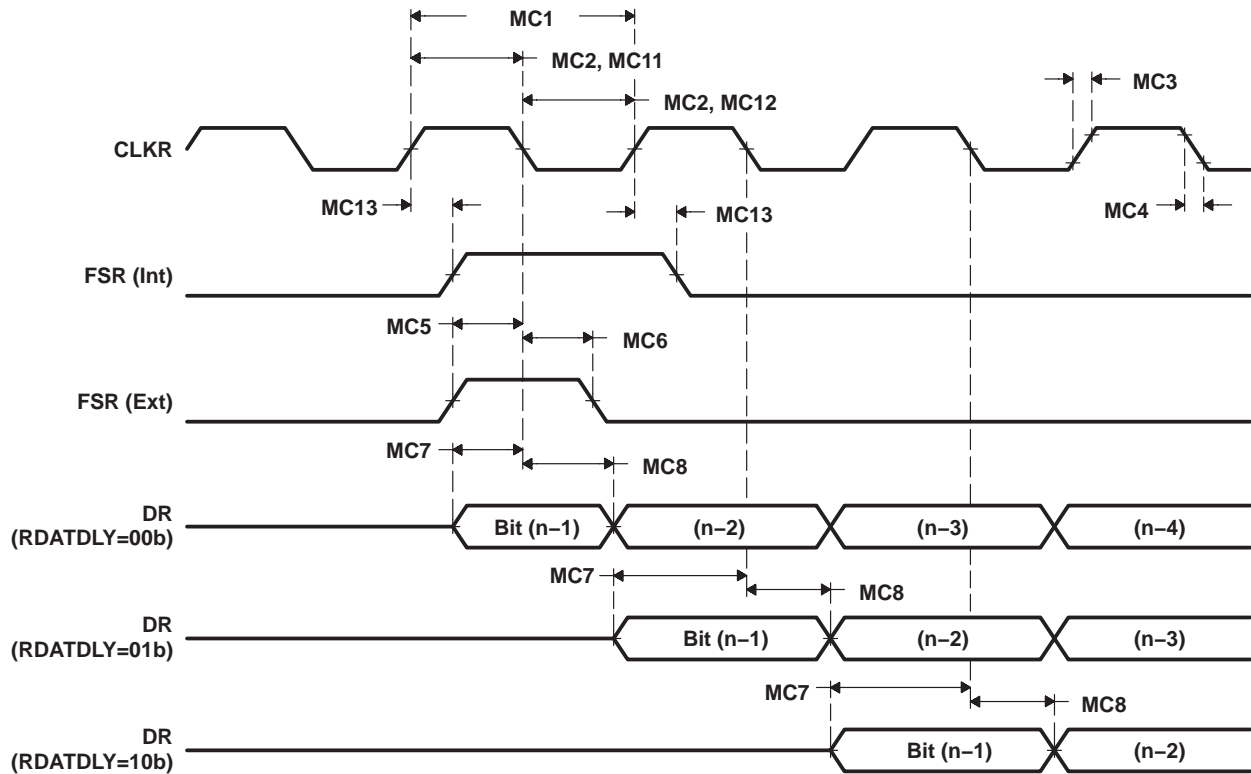 MC1
MC2, MC11
MC2, MC12
MC3
CLKR
MC13
MC13
MC4
FSR (Int)
MC5
MC6
FSR (Ext)
MC7
MC8
DR
(RDATDLY=00b)
Bit (n–1)
(n–2)
(n–3)
(n–4)
MC7
MC8
DR
(RDATDLY=01b)
Bit (n–1)
(n–2)
(n–3)
MC7
MC8
DR
(RDATDLY=10b)
Bit (n–1)
(n–2)